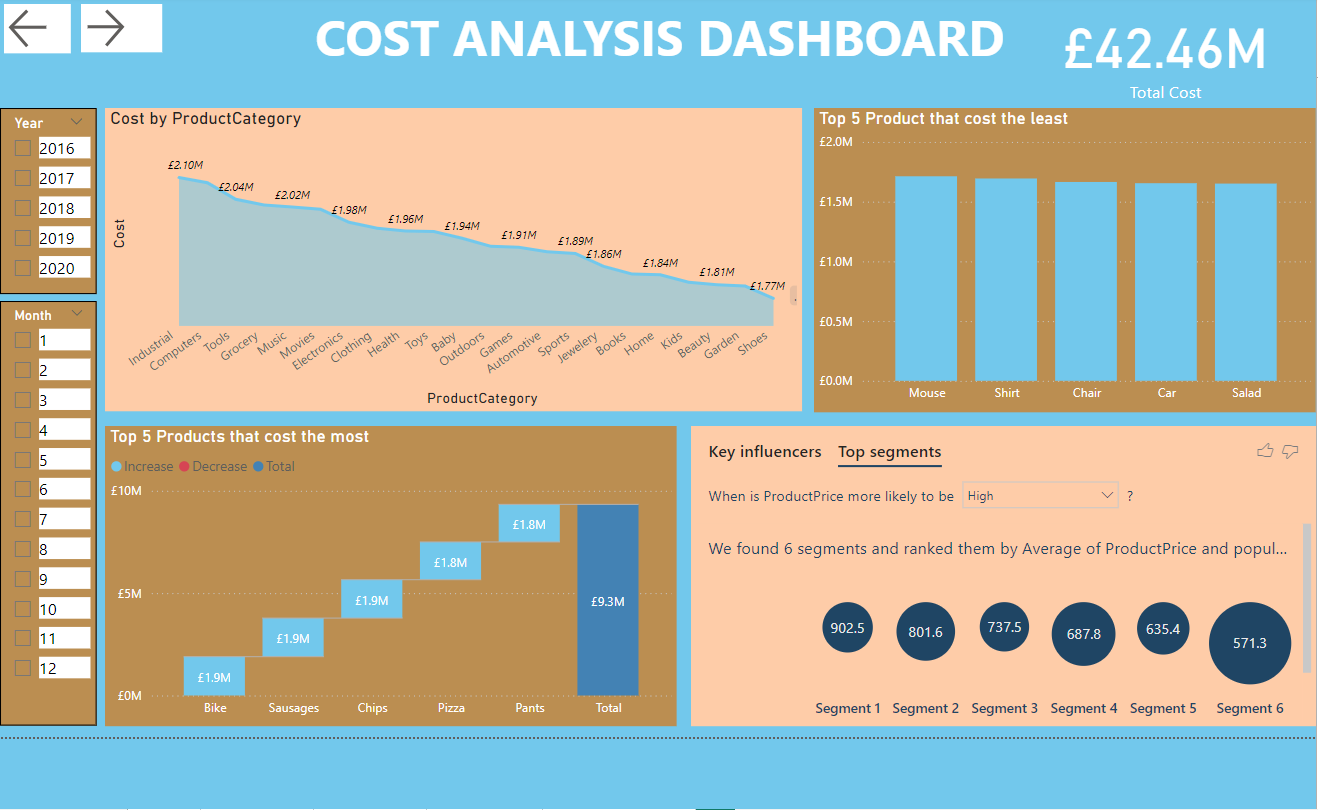 COST ANALYSIS DASHBOARD
£42.46M
Total Cost
Year
2016
2017
2018
2019
2020
Month
1
2
3
4
5
6
7
8
9
10
11
12
Cost by ProductCategory
£2.10M
£2.04M
£2.02M
£1.98M
£1.96M
£1.94M
£1.91M
£1.89M
£1.86M
£1.84M
£1.81M
£1.77M
Cost
Industrial
Computers
Tools
Grocery
Music
Movies
Electronics
Clothing
Health
Toys
Baby
Outdoors
Games
Automotive
Sports
Jewelery
Books
Home
Kids
Beauty
Garden
Shoes
ProductCategory
Top 5 Product that cost the least
£2.0M
£1.5M
£1.0M
£0.5M
£0.0M
Mouse Shirt Chair Car Salad
Top 5 Products that cost the most
Increase Decrease Total
£10M
£5M
£0M
£1.9M
£1.9M
£1.9M
£1.8M
£1.8M
£9.3M
Bike Sausages Chips Pizza Pants Total
Key influencers Top segments
When is ProductPrice more likely to be High ?
We found 6 segments and ranked them by Average of ProductPrice and popul...
902.5 801.6 737.5 687.8 635.4 571.3
Segment 1 Segment 2 Segment 3 Segment 4 Segment 5 Segment 6